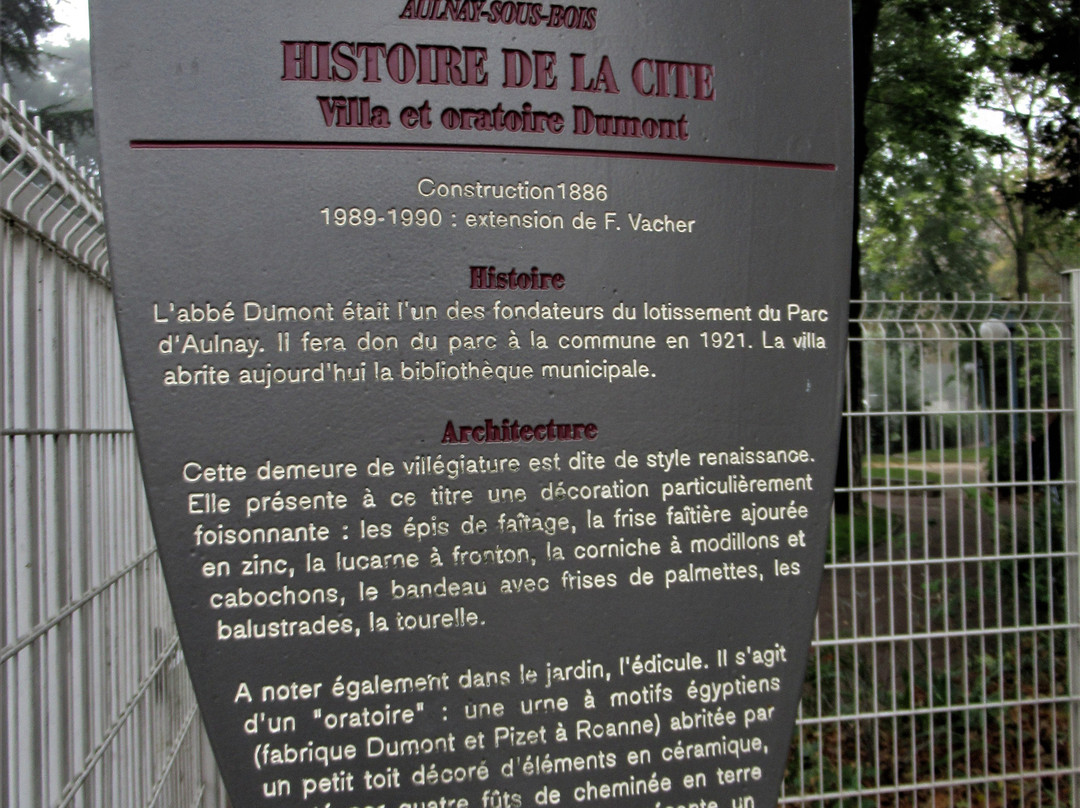 AULNAY-SOUS-BOIS
HISTOIRE DE LA CITE
Villa et oratoire Dumont
Construction 1886
1989-1990 : extension de F. Vacher
Histoire
L'abbé Dumont était l'un des fondateurs du lotissement du Parc
d'Aulnay. Il fera don du parc à la commune en 1921. La villa
abrite aujourd'hui la bibliothèque municipale.
Architecture
Cette demeure de villégiature est dite de style renaissance.
Elle présente à ce titre une décoration particulièrement
foisonnante : les épis de faîtage, la frise faîtière ajourée
en zinc, la lucarne à fronton, la corniche à modillons et
cabochons, le bandeau avec frises de palmettes, les
balustrades, la tourelle.
A noter également dans le jardin, l'édicule. Il s'agit
d'un "oratoire" : une urne à motifs égyptiens
(fabrique Dumont et Pizet à Roanne) abritée par
un petit toit décoré d'éléments en céramique,
quatre fûts de cheminée en terre
un